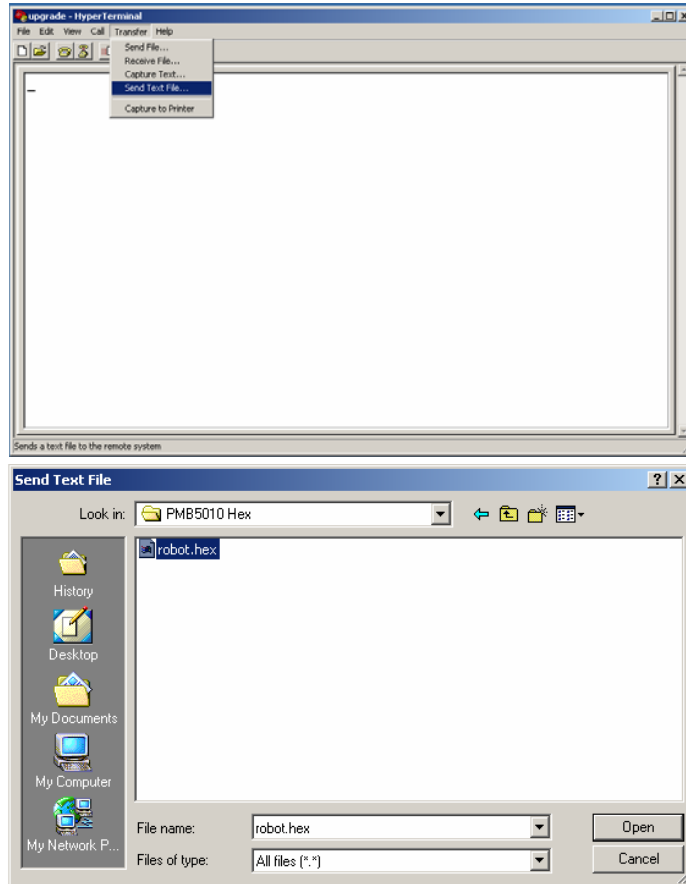 upgrade - HyperTerminal
File Edit View Call Transfer Help
Send File...
Receive File...
Capture Text...
Send Text File...
Capture to Printer
Sends a text file to the remote system
Send Text File
Look in: PMB5010 Hex
robot.hex
History
Desktop
My Documents
My Computer
My Network P...
File name: robot.hex Open
Files of type: All files (*.*) Cancel